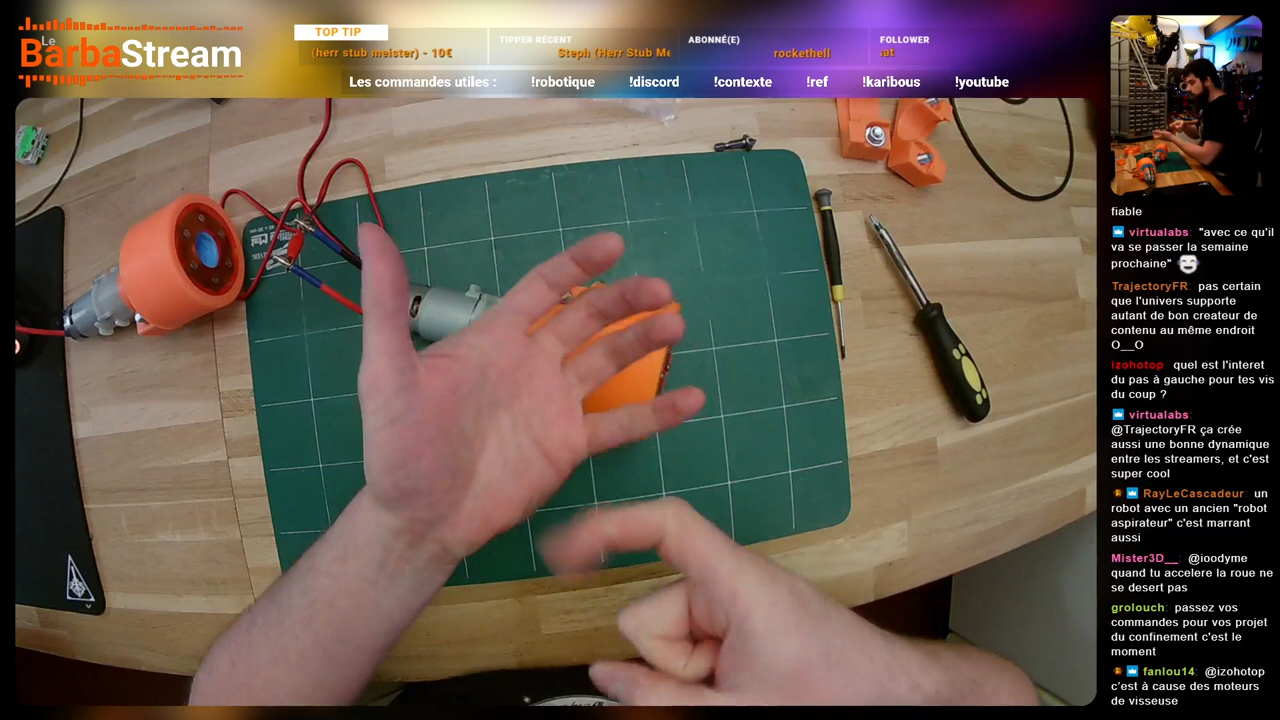 Le
BarbaStream
TOP TIP
(herr stub meister) - 10€
TIPPER RÉCENT
Steph (Herr Stub Me
ABONNÉ(E)
rockethell
FOLLOWER
Les commandes utiles : !robotique !discord !contexte !ref !karibous !youtube
fiable
virtualabs: "avec ce qu'il
va se passer la semaine
prochaine"
TrajectoryFR: pas certain
que l'univers supporte
autant de bon createur de
contenu au même endroit
O__O
izohotop: quel est l'interet
du pas à gauche pour tes vis
du coup ?
virtualabs:
@TrajectoryFR ça crée
aussi une bonne dynamique
entre les streamers, et c'est
super cool
RayLeCascadeur: un
robot avec un ancien "robot
aspirateur" c'est marrant
aussi
Mister3D__: @ioodyme
quand tu accelere la roue ne
se desert pas
grolouch: passez vos
commandes pour vos projet
du confinement c'est le
moment
fanlou14: @izohotop
c'est à cause des moteurs
de visseuse